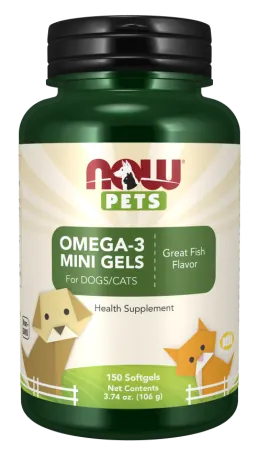 NOW
PETS
OMEGA-3
MINI GELS
For DOGS/CATS
Great Fish
Flavor
Health Supplement
150 Softgels
Net Contents
3.74 oz. (106 g)